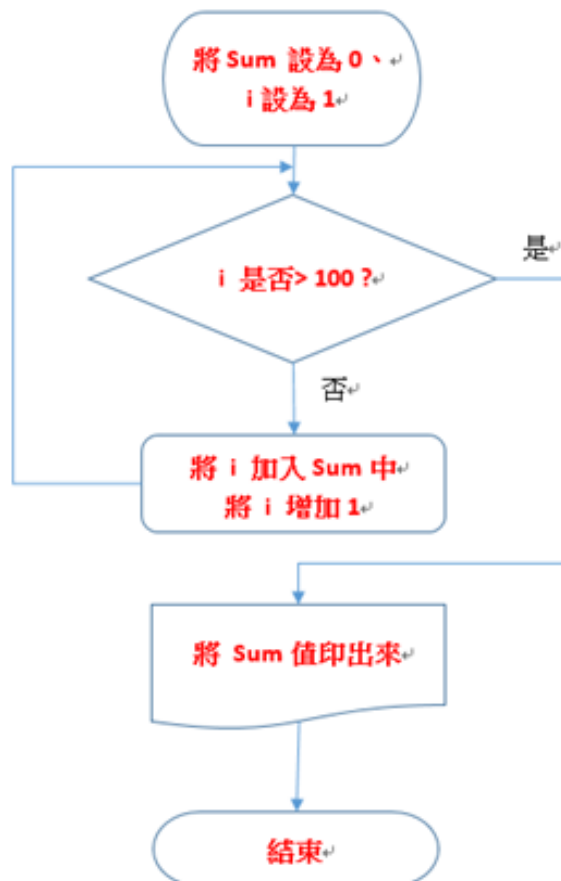 將 Sum 設為 0、
i 設為 1
i 是否> 100 ?
是
否
將 i 加入 Sum 中
將 i 增加 1
將 Sum 值印出來
結束